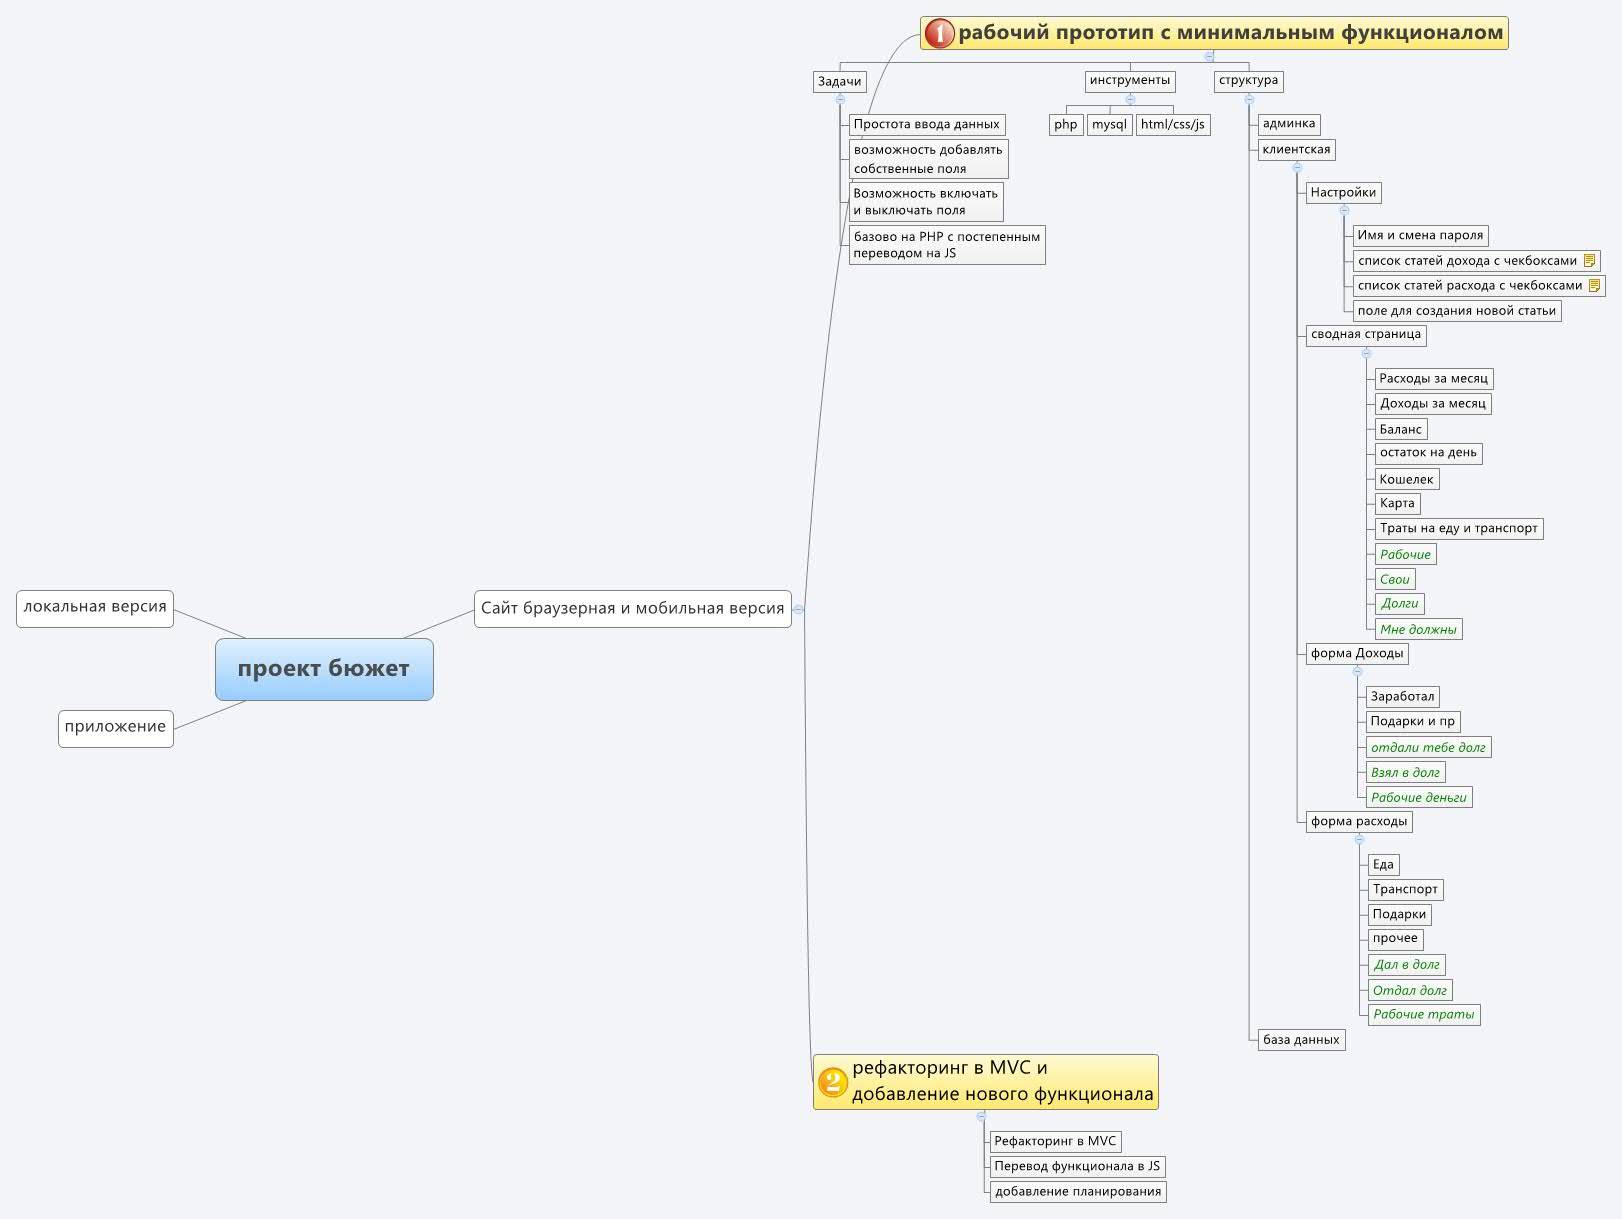 проект бюжет
локальная версия
приложение
Сайт браузерная и мобильная версия
1
рабочий прототип с минимальным функционалом
Задачи
Простота ввода данных
возможность добавлять
собственные поля
Возможность включать
и выключать поля
базово на PHP с постепенным
переводом на JS
инструменты
php
mysql
html/css/js
структура
админка
клиентская
Настройки
Имя и смена пароля
список статей дохода с чекбоксами
список статей расхода с чекбоксами
поле для создания новой статьи
сводная страница
Расходы за месяц
Доходы за месяц
Баланс
остаток на день
Кошелек
Карта
Траты на еду и транспорт
Рабочие
Свои
Долги
Мне должны
форма Доходы
Заработал
Подарки и пр
отдали тебе долг
Взял в долг
Рабочие деньги
форма расходы
Еда
Транспорт
Подарки
прочее
Дал в долг
Отдал долг
Рабочие траты
база данных
2
рефакторинг в MVC и
добавление нового функционала
Рефакторинг в MVC
Перевод функционала в JS
добавление планирования